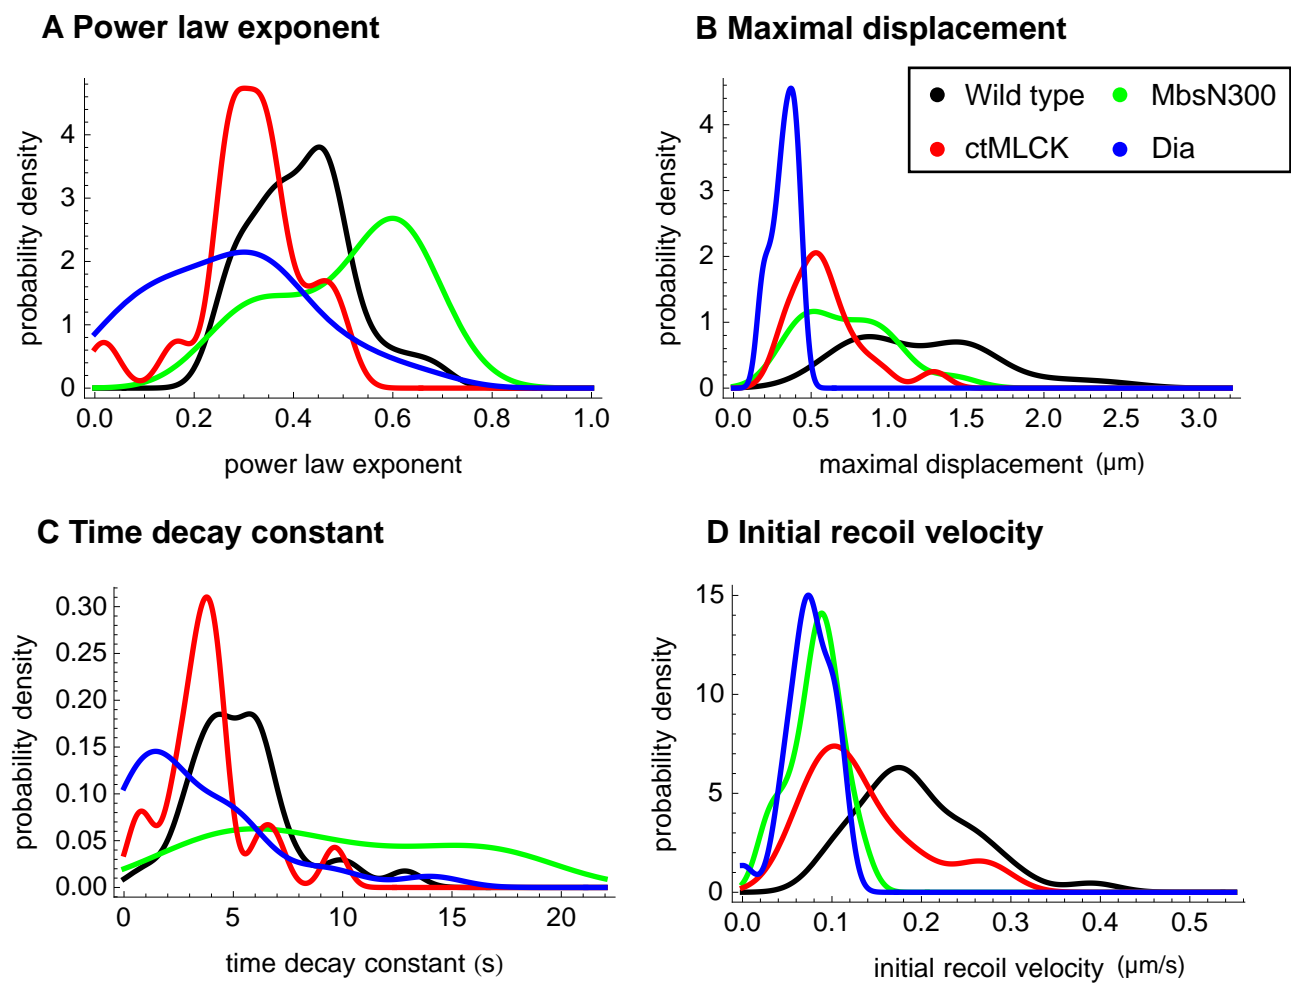 A Power law exponent
probability density
0 1 2 3 4
0.0 0.2 0.4 0.6 0.8 1.0
power law exponent
B Maximal displacement
Wild type MbsN300
ctMLCK Dia
probability density
0 1 2 3 4
0.0 0.5 1.0 1.5 2.0 2.5 3.0
maximal displacement (μm)
C Time decay constant
probability density
0.00 0.05 0.10 0.15 0.20 0.25 0.30
0 5 10 15 20
time decay constant (s)
D Initial recoil velocity
probability density
0 5 10 15
0.0 0.1 0.2 0.3 0.4 0.5
initial recoil velocity (μm/s)